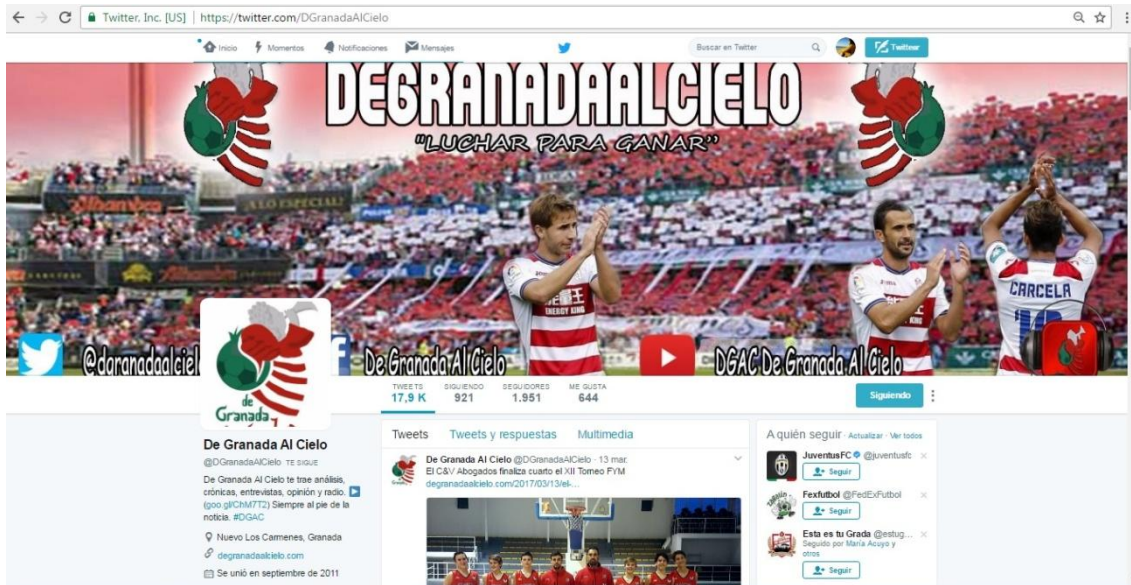 Twitter, Inc. [US] | https://twitter.com/DGranadaAlCielo
Inicio Momentos Notificaciones Mensajes Buscar en Twitter Twittear
DEGRANADAALCIELO
"LUCHAR PARA GANAR"
Alhambra A LO ESPECIAL!
Alhambra
ENERGY KING
KING
CARCELA
@dgranadaalciel De Granada Al Cielo DGAC De Granada Al Cielo
de
Granada
TWEETS SIGUIENDO SEGUIDORES ME GUSTA
17,9 K 921 1.951 644
Siguiendo
De Granada Al Cielo
@DGranadaAlCielo TE SIGUE
De Granada Al Cielo te trae análisis,
crónicas, entrevistas, opinión y radio.
(goo.gl/ChM7T2) Siempre al pie de la
noticia. #DGAC
Nuevo Los Carmenes, Granada
degranadaalcielo.com
Se unió en septiembre de 2011
Tweets Tweets y respuestas Multimedia
De Granada Al Cielo @DGranadaAlCielo · 13 mar.
El C&V Abogados finaliza cuarto el XII Torneo FYM
degranadaalcielo.com/2017/03/13/el-...
A quién seguir · Actualizar · Ver todos
JuventusFC @juventusfc
Seguir
Fexfutbol @FedExFutbol
Seguir
Esta es tu Grada @estug...
Seguido por María Acuyo y
otros
Seguir